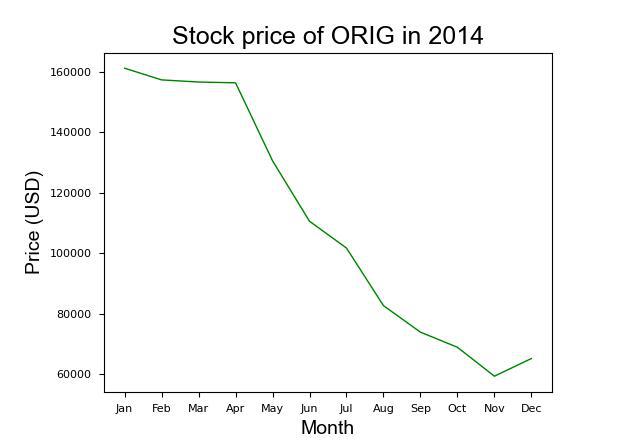 Stock price of ORIG in 2014
160000
140000
120000
100000
80000
60000
Price (USD)
Jan Feb Mar Apr May Jun Jul Aug Sep Oct Nov Dec
Month